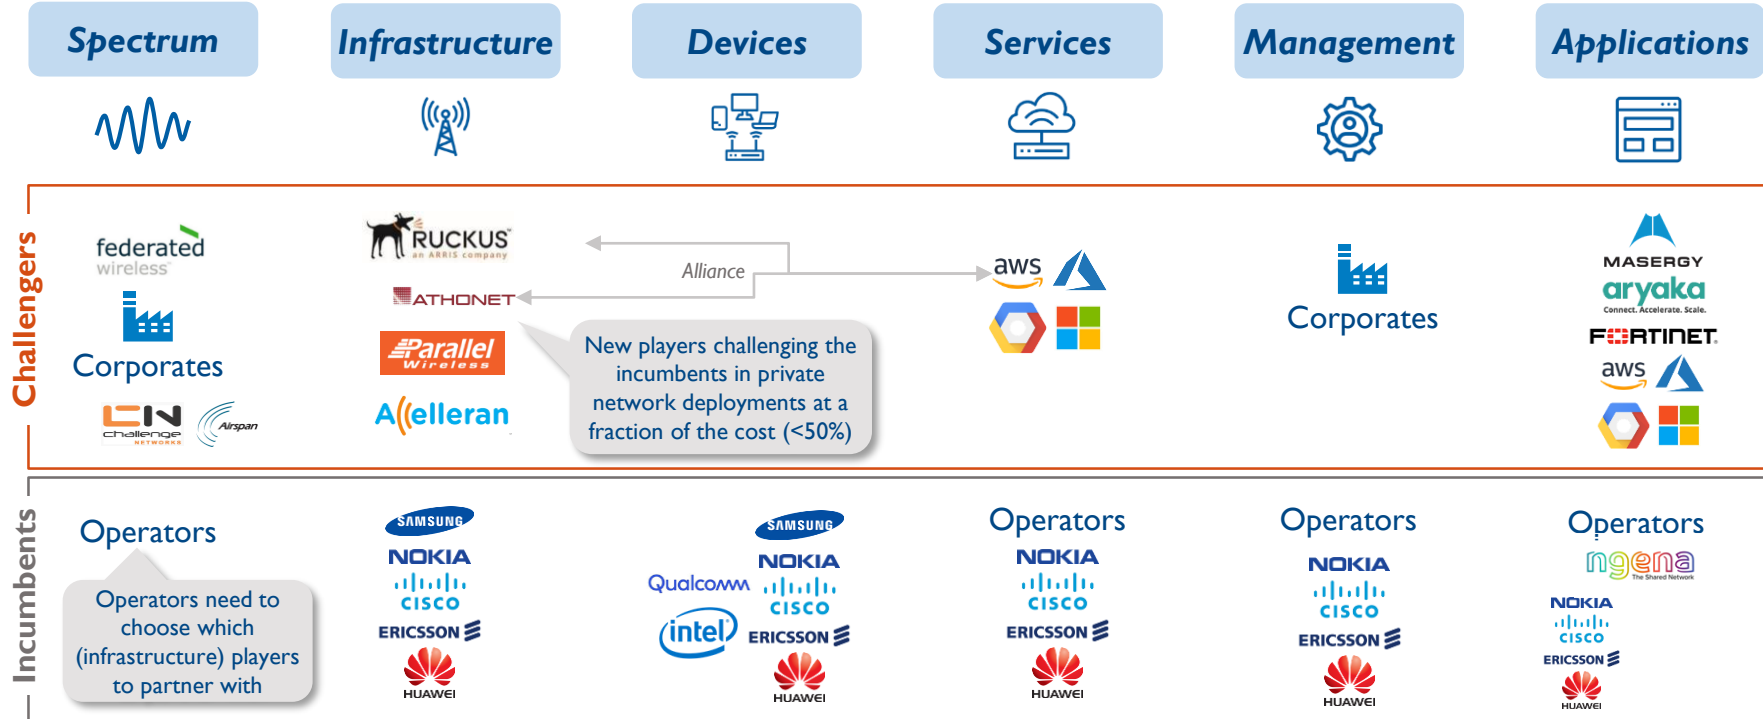 Spectrum
Infrastructure
Devices
Services
Management
Applications
Challengers
federated
wireless
Corporates
CN
challenge
NETWORKS
Airspan
RUCKUS
an ARRIS company
ATHONET
Parallel
Wireless
Accelleran
Alliance
New players challenging the
incumbents in private
network deployments at a
fraction of the cost (<50%)
aws
Corporates
MASERGY
aryaka
Connect. Accelerate. Scale.
FORTINET
aws
Incumbents
Operators
Operators need to
choose which
(infrastructure) players
to partner with
SAMSUNG
NOKIA
CISCO
ERICSSON
HUAWEI
Qualcomm
intel
SAMSUNG
NOKIA
CISCO
ERICSSON
HUAWEI
Operators
NOKIA
CISCO
ERICSSON
HUAWEI
Operators
NOKIA
CISCO
ERICSSON
HUAWEI
Operators
ngena
The Shared Network
NOKIA
CISCO
ERICSSON
HUAWEI